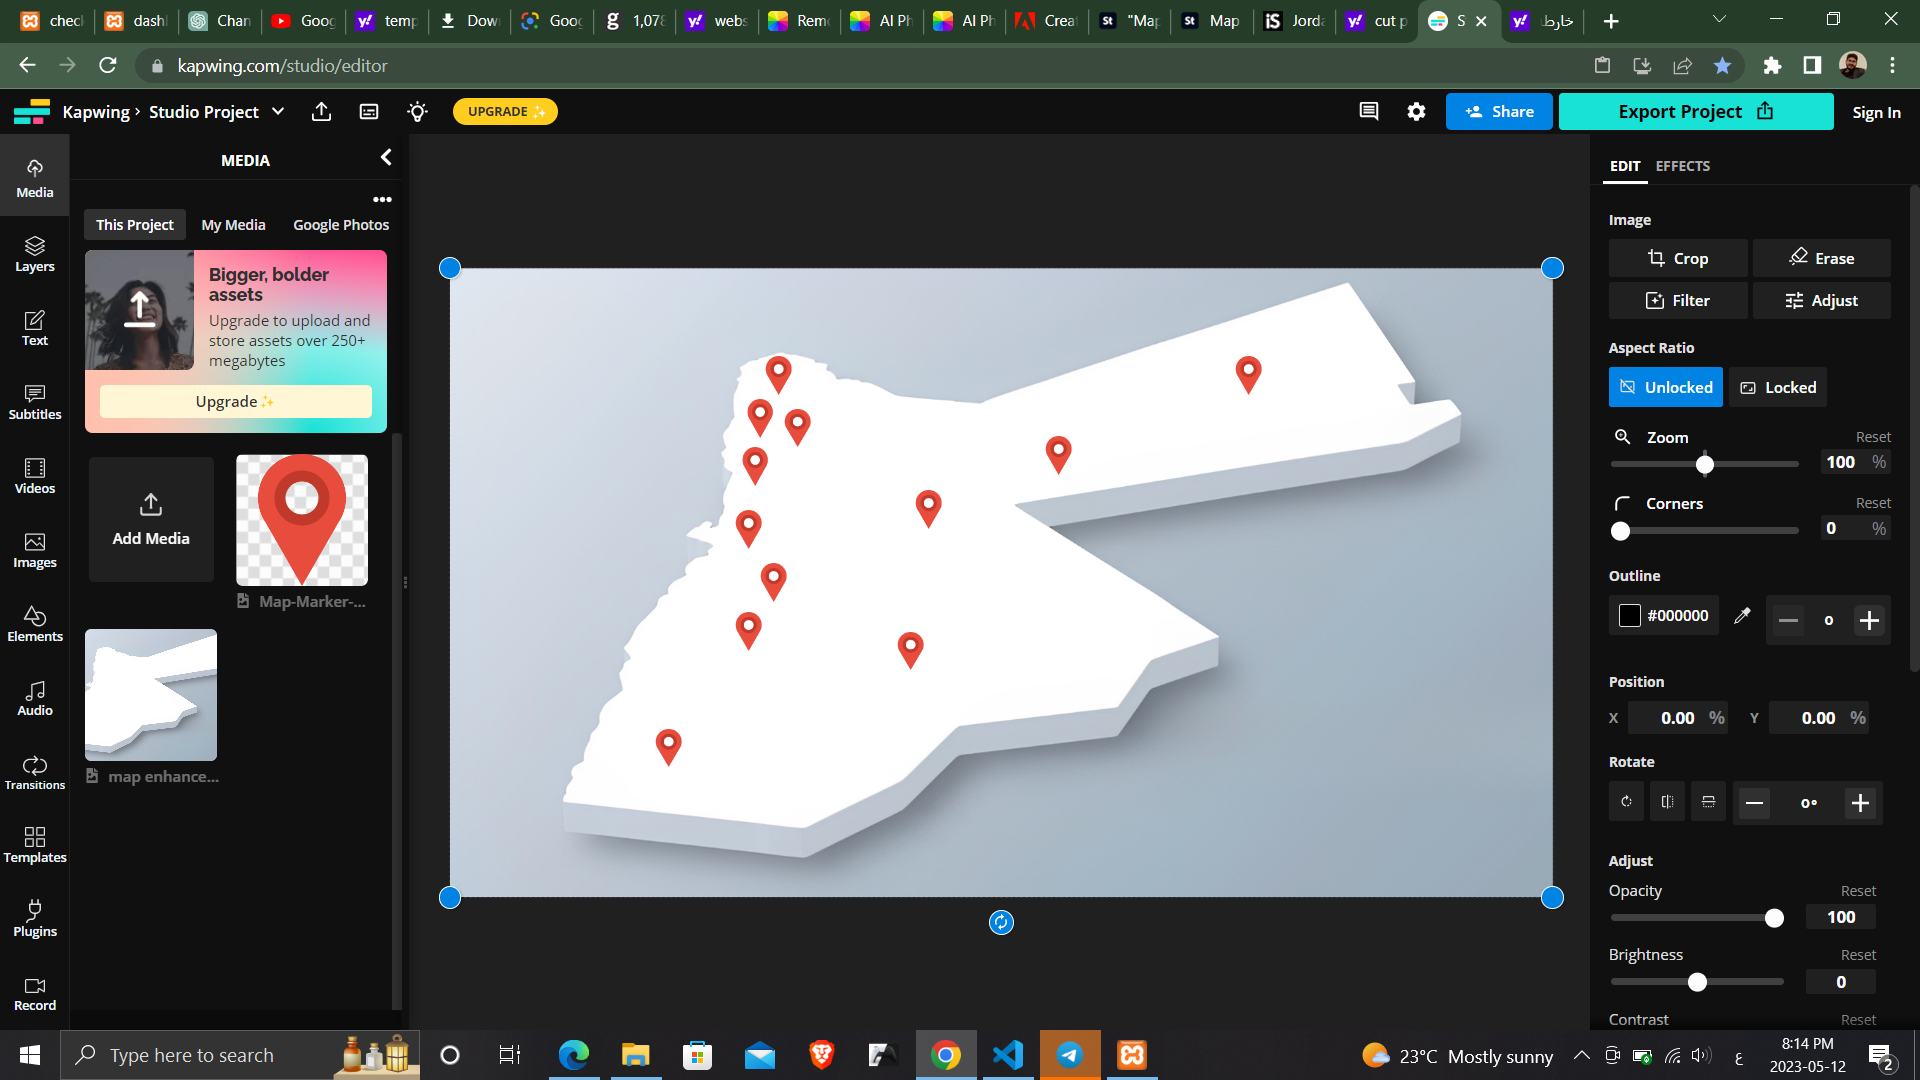 chec
dashl
Chan
Goog
temp
Dow
Goog
1,078
webs
Remo
AI Ph
AI Ph
Creat
"Map
Map
Jorda
cut p
S
خارط
kapwing.com/studio/editor
Kapwing › Studio Project
UPGRADE
Share
Export Project
Sign In
Media
Layers
Text
Subtitles
Videos
Images
Elements
Audio
Transitions
Templates
Plugins
Record
MEDIA
This Project
My Media
Google Photos
Bigger, bolder
assets
Upgrade to upload and
store assets over 250+
megabytes
Upgrade
Add Media
Map-Marker-...
map enhance...
EDIT
EFFECTS
Image
Crop
Erase
Filter
Adjust
Aspect Ratio
Unlocked
Locked
Zoom
Reset
100 %
Corners
Reset
0 %
Outline
#000000
0
Position
X 0.00 %
Y 0.00 %
Rotate
0°
Adjust
Opacity
Reset
100
Brightness
Reset
0
Contrast
Reset
Type here to search
23°C Mostly sunny
ع
8:14 PM
2023-05-12
2